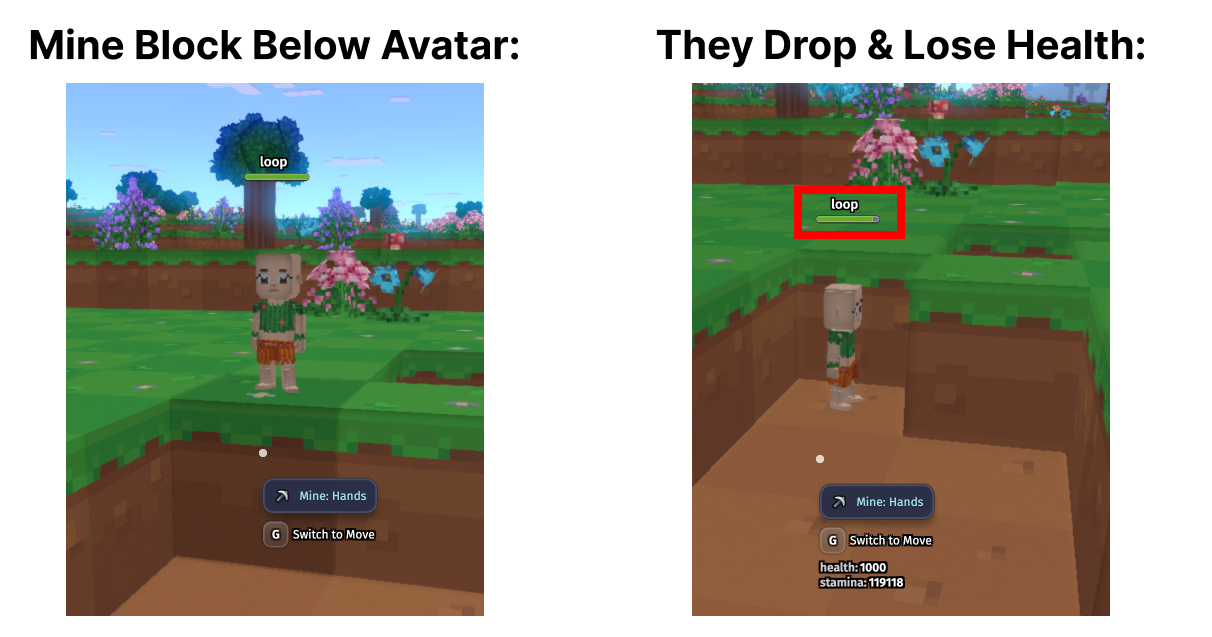 Mine Block Below Avatar:
They Drop & Lose Health:
loop
Mine: Hands
G Switch to Move
loop
Mine: Hands
G Switch to Move
health: 1000
stamina: 119118